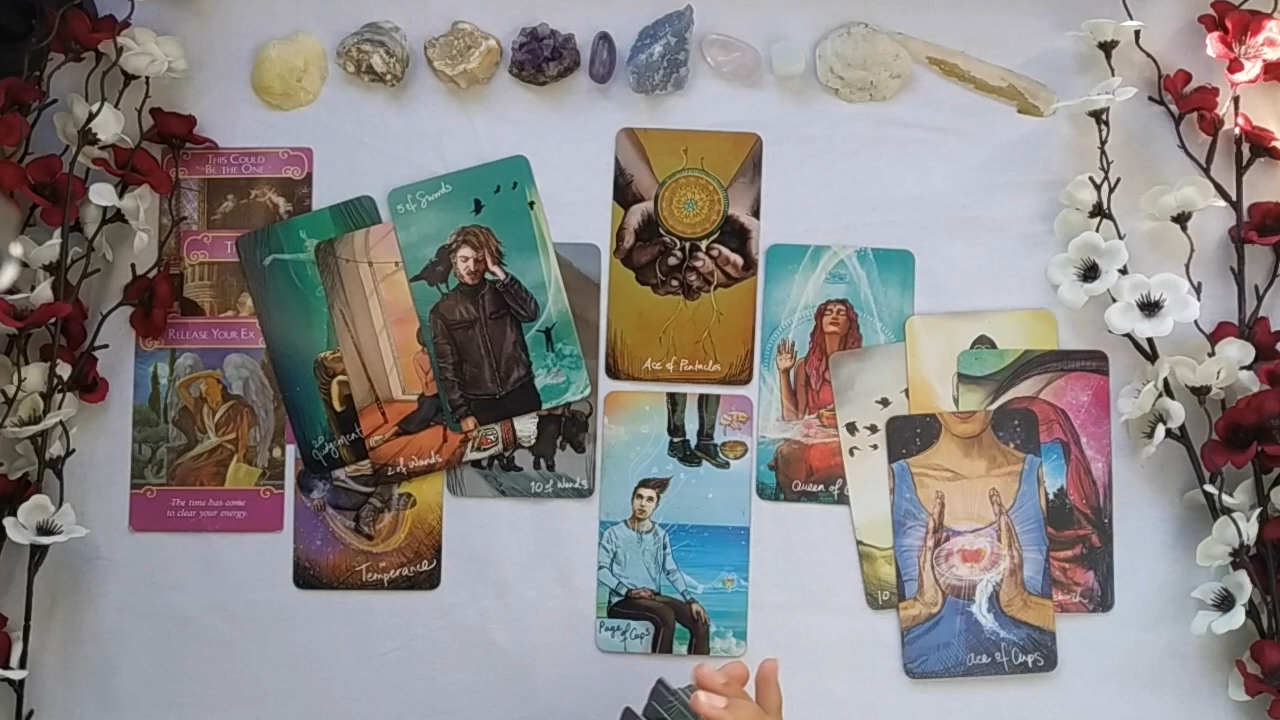 THIS COULD
BE THE ONE
RELEASE YOUR EX
The time has come
to clear your energy.
20
Judgement
2 of Wands
5 of Swords
10 of Wands
Temperance
Ace of Pentacles
Page of Cups
Queen of
10
ace of Cups